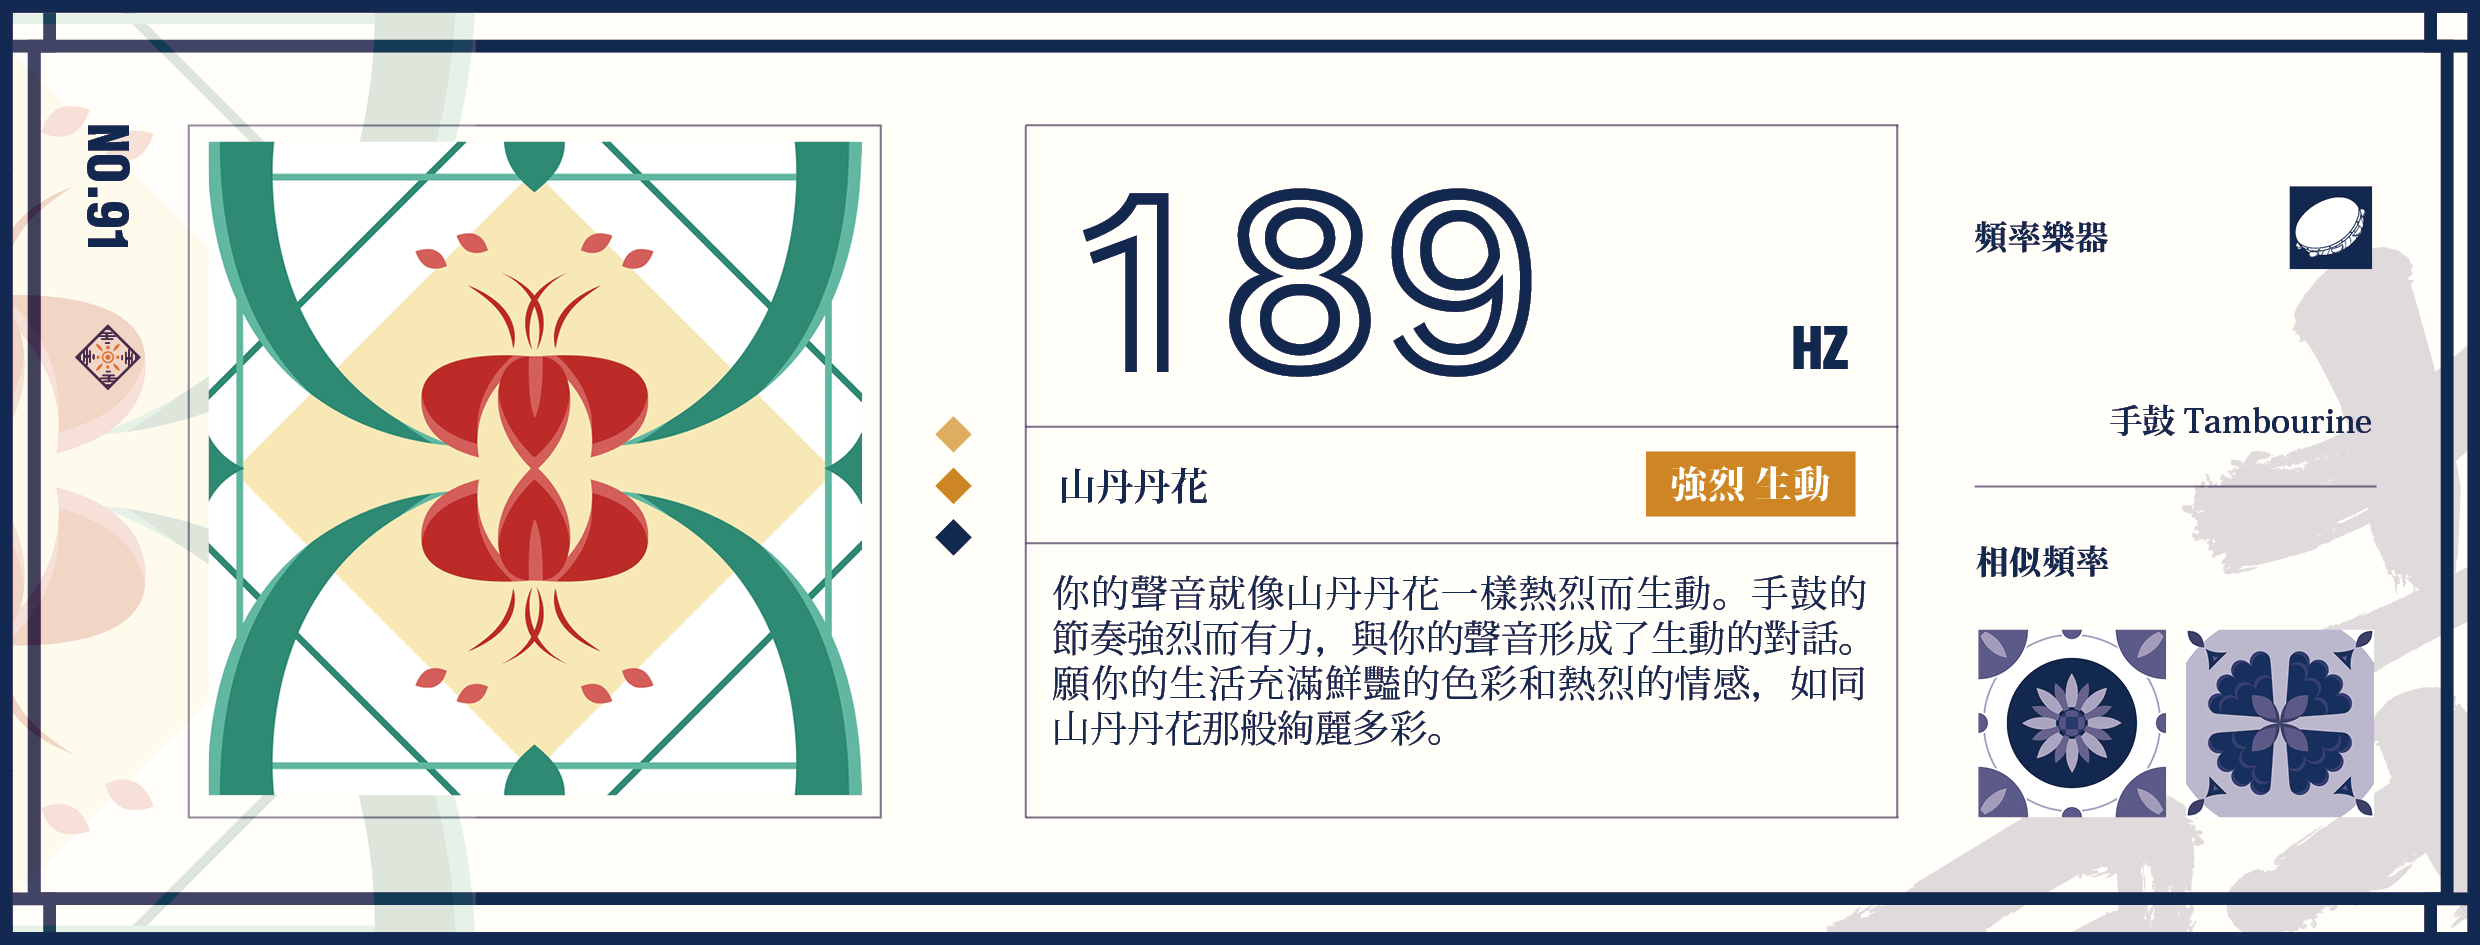 NO.91
189
HZ
山丹丹花
強烈 生動
你的聲音就像山丹丹花一樣熱烈而生動。手鼓的
節奏強烈而有力，與你的聲音形成了生動的對話。
願你的生活充滿鮮豔的色彩和熱烈的情感，如同
山丹丹花那般絢麗多彩。
頻率樂器
手鼓 Tambourine
相似頻率